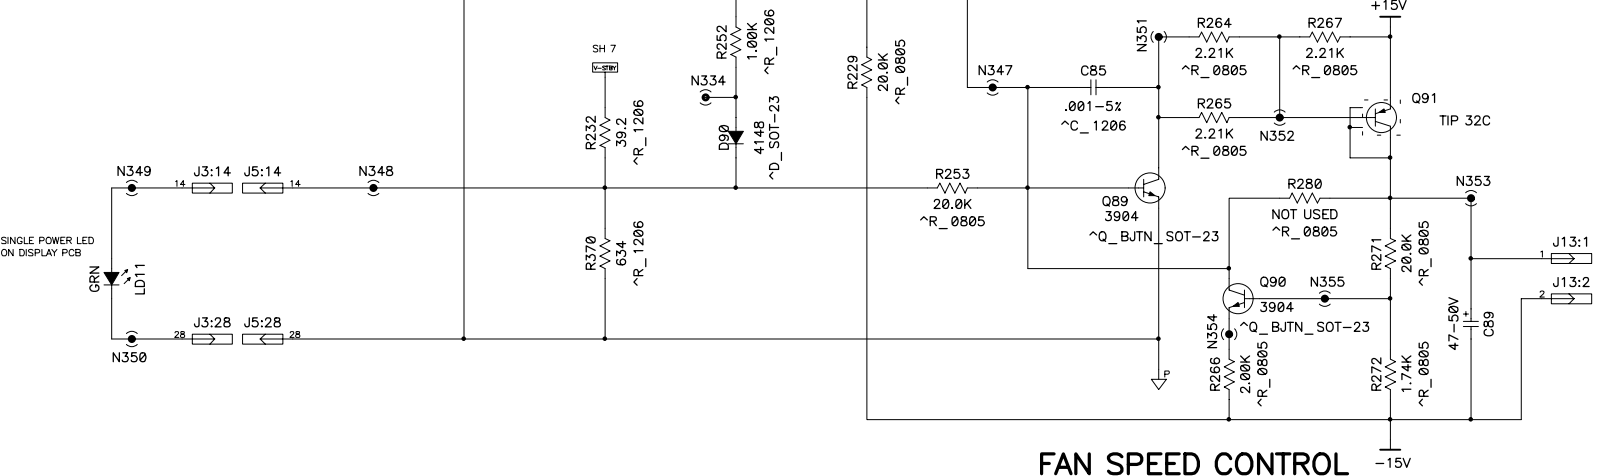 +15V
R252
1.00K
^R_1206
N351
R264
2.21K
^R_0805
R267
2.21K
^R_0805
SH 7
V-STBY
R229
20.0K
^R_0805
N334
N347
C85
.001-5%
^C_1206
Q91
TIP 32C
R265
2.21K
^R_0805
N352
R232
39.2
^R_1206
D90
4148
^D_SOT-23
N349
14
J3:14
J5:14
14
N348
R253
20.0K
^R_0805
Q89
3904
^Q_BJTN_SOT-23
R280
NOT USED
^R_0805
N353
SINGLE POWER LED
ON DISPLAY PCB
GRN
LD11
R370
634
^R_1206
R271
20.0K
^R_0805
1
J13:1
J13:2
2
Q90
3904
^Q_BJTN_SOT-23
N355
N354
N350
28
J3:28
J5:28
28
P
R266
2.00K
^R_0805
R272
1.74K
^R_0805
+
47-50V
C89
FAN SPEED CONTROL
-15V